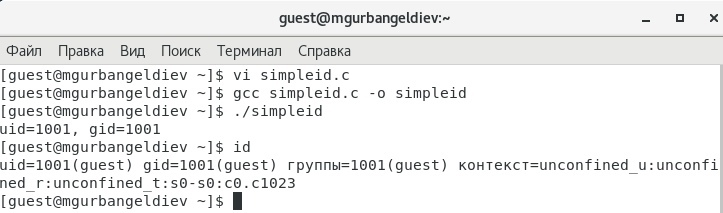 guest@mgurbangeldiev:~
Файл Правка Вид Поиск Терминал Справка
[guest@mgurbangeldiev ~]$ vi simpleid.c
[guest@mgurbangeldiev ~]$ gcc simpleid.c -o simpleid
[guest@mgurbangeldiev ~]$ ./simpleid
uid=1001, gid=1001
[guest@mgurbangeldiev ~]$ id
uid=1001(guest) gid=1001(guest) группы=1001(guest) контекст=unconfined_u:unconfi
ned_r:unconfined_t:s0-s0:c0.c1023
[guest@mgurbangeldiev ~]$